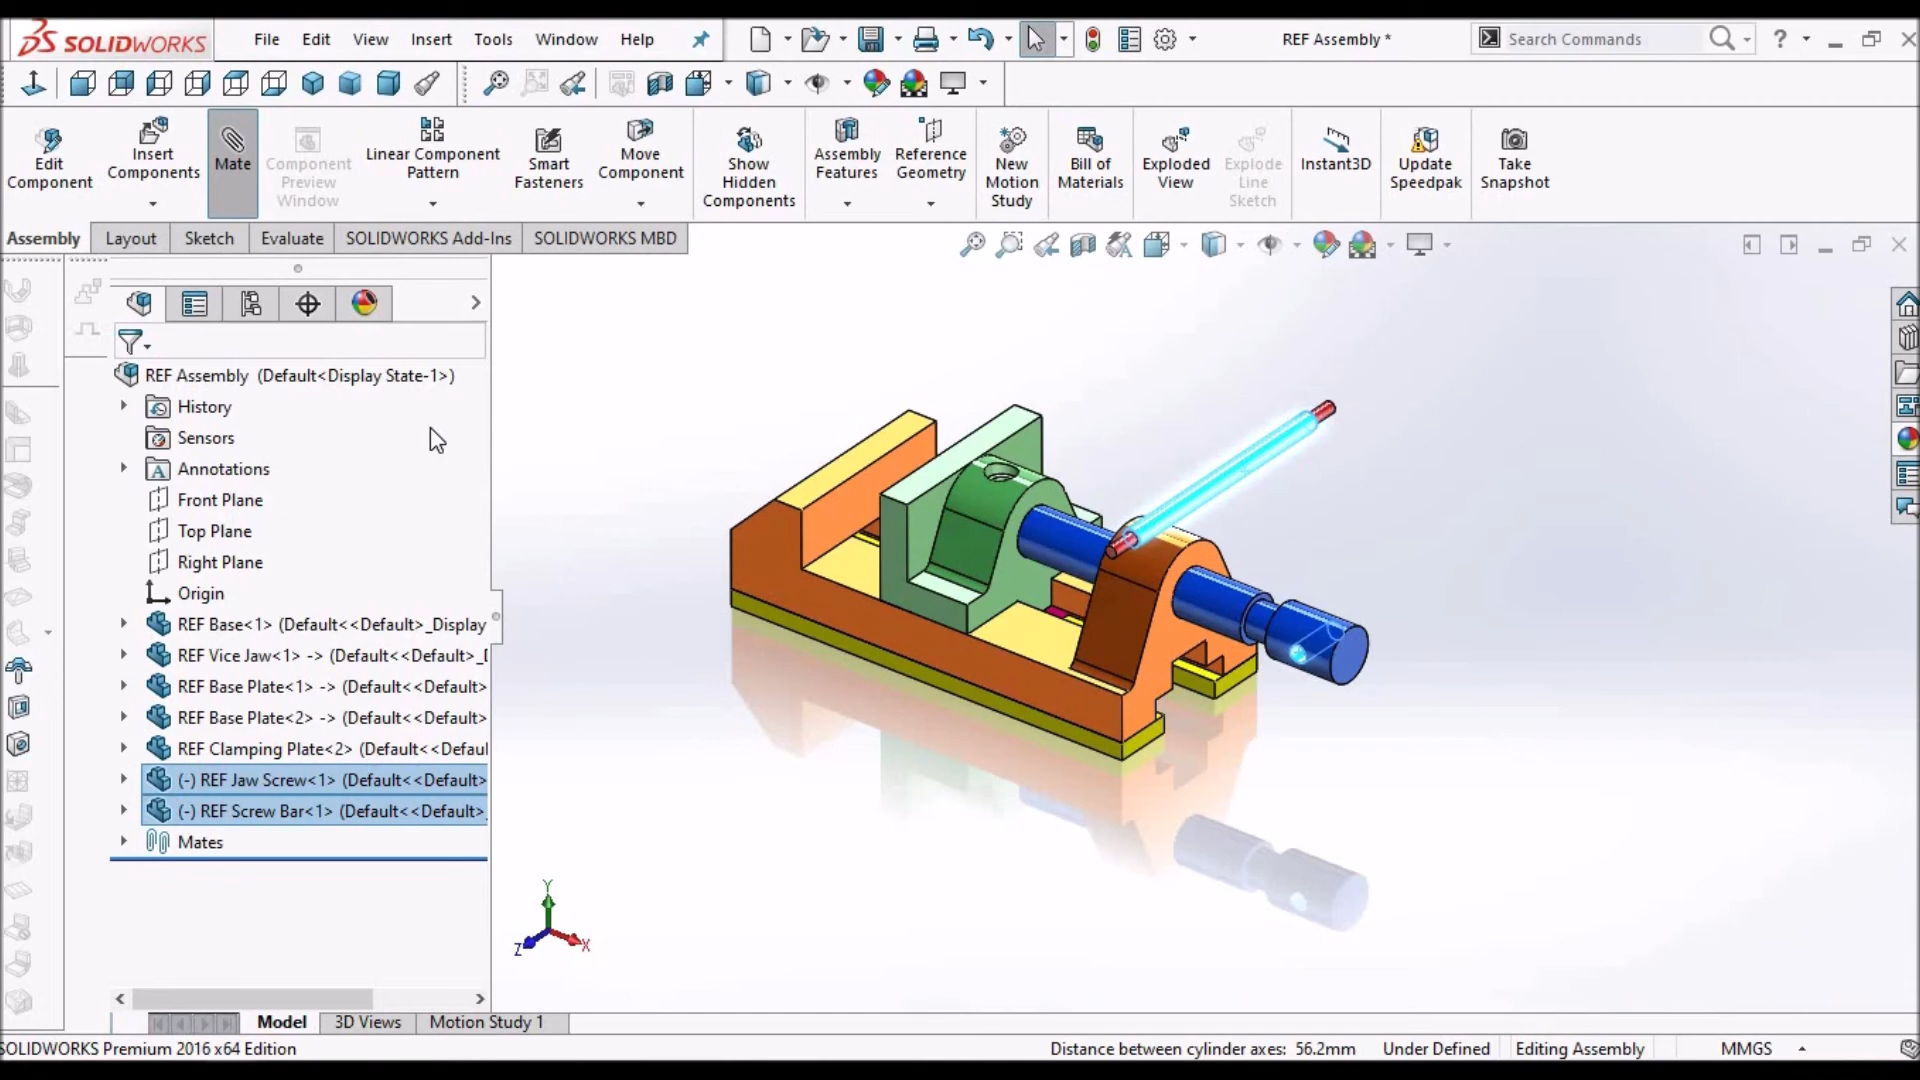 SOLIDWORKS File Edit View Insert Tools Window Help REF Assembly * Search Commands ?
Edit Component
Insert Components
Mate
Component Preview Window
Linear Component Pattern
Smart Fasteners
Move Component
Show Hidden Components
Assembly Features
Reference Geometry
New Motion Study
Bill of Materials
Exploded View
Explode Line Sketch
Instant3D
Update Speedpak
Take Snapshot
Assembly Layout Sketch Evaluate SOLIDWORKS Add-Ins SOLIDWORKS MBD
REF Assembly (Default<Display State-1>)
History
Sensors
A Annotations
Front Plane
Top Plane
Right Plane
Origin
REF Base<1> (Default<<Default>_Display
REF Vice Jaw<1> -> (Default<<Default>_D
REF Base Plate<1> -> (Default<<Default>
REF Base Plate<2> -> (Default<<Default>
REF Clamping Plate<2> (Default<<Defaul
(-) REF Jaw Screw<1> (Default<<Default>
(-) REF Screw Bar<1> (Default<<Default>_
Mates
Y
Z X
Model 3D Views Motion Study 1
SOLIDWORKS Premium 2016 x64 Edition Distance between cylinder axes: 56.2mm Under Defined Editing Assembly MMGS